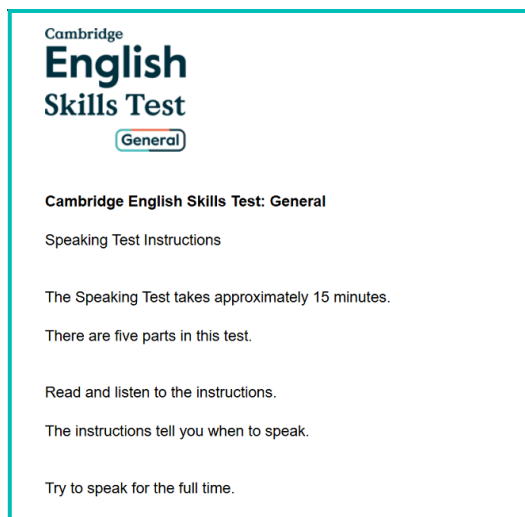 Cambridge
English
Skills Test
General
Cambridge English Skills Test: General
Speaking Test Instructions
The Speaking Test takes approximately 15 minutes.
There are five parts in this test.
Read and listen to the instructions.
The instructions tell you when to speak.
Try to speak for the full time.